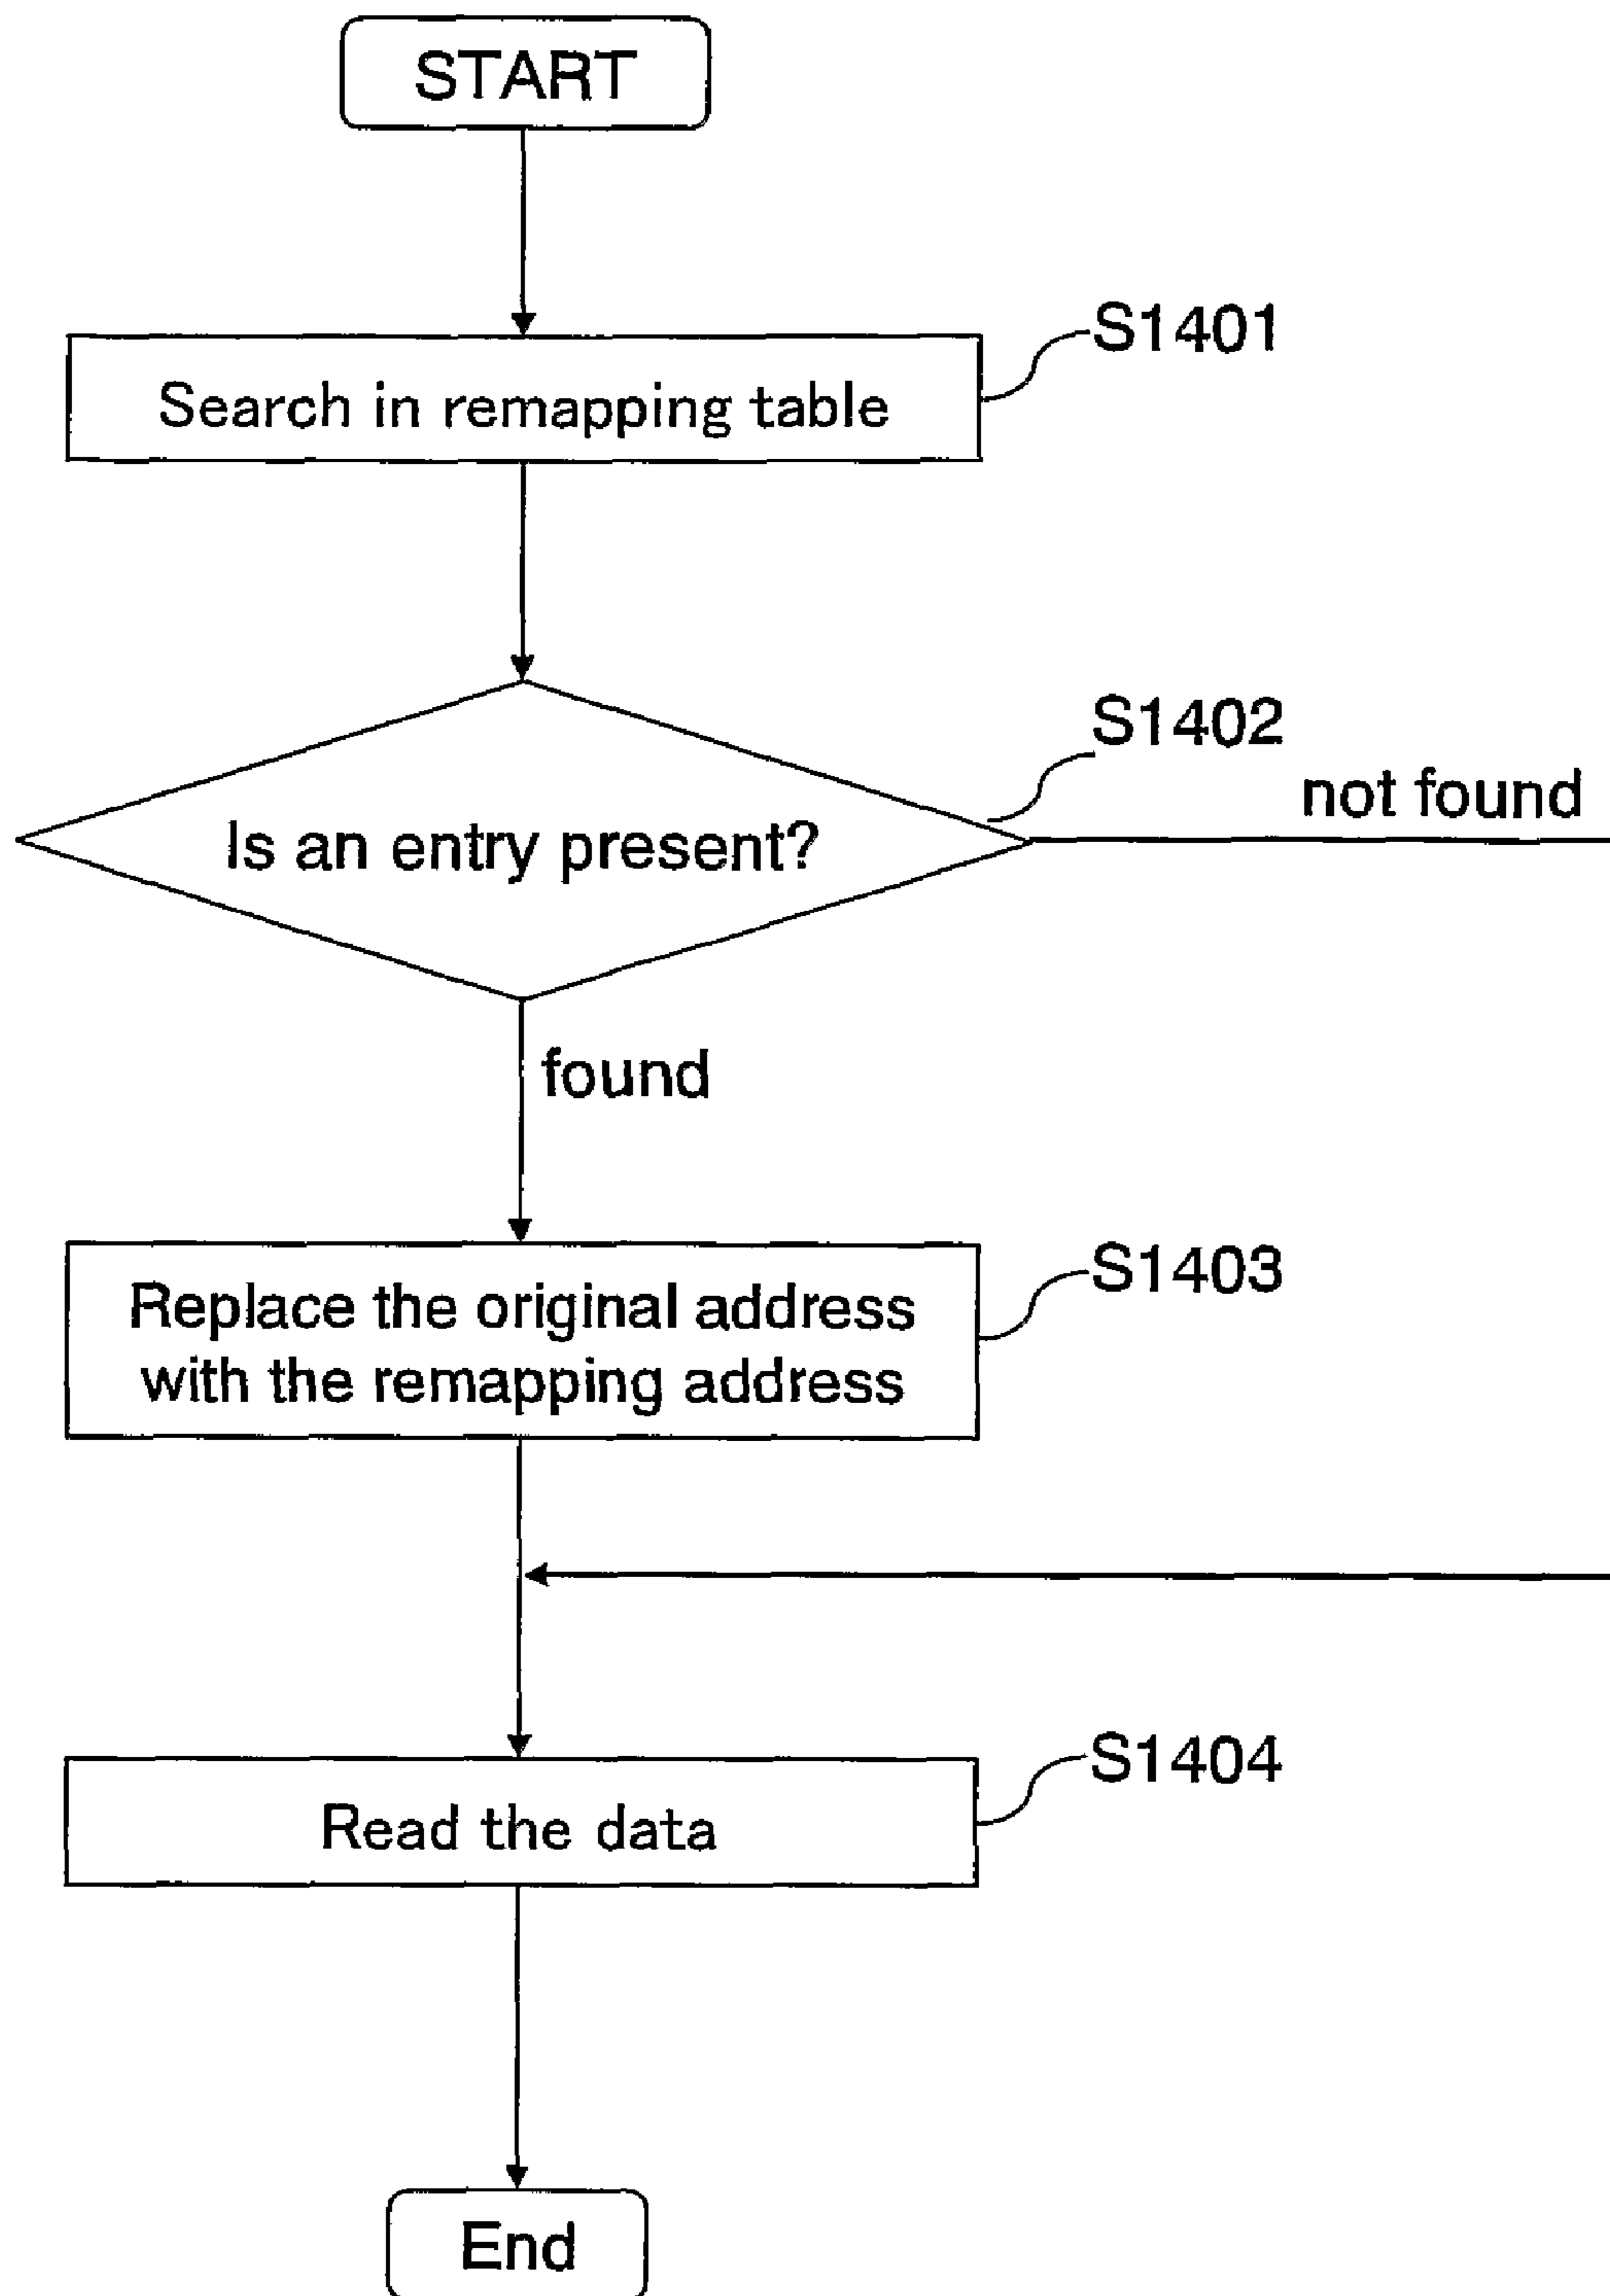 START
S1401
Search in remapping table
S1402
not found
Is an entry present?
found
S1403
Replace the original address
with the remapping address
S1404
Read the data
End